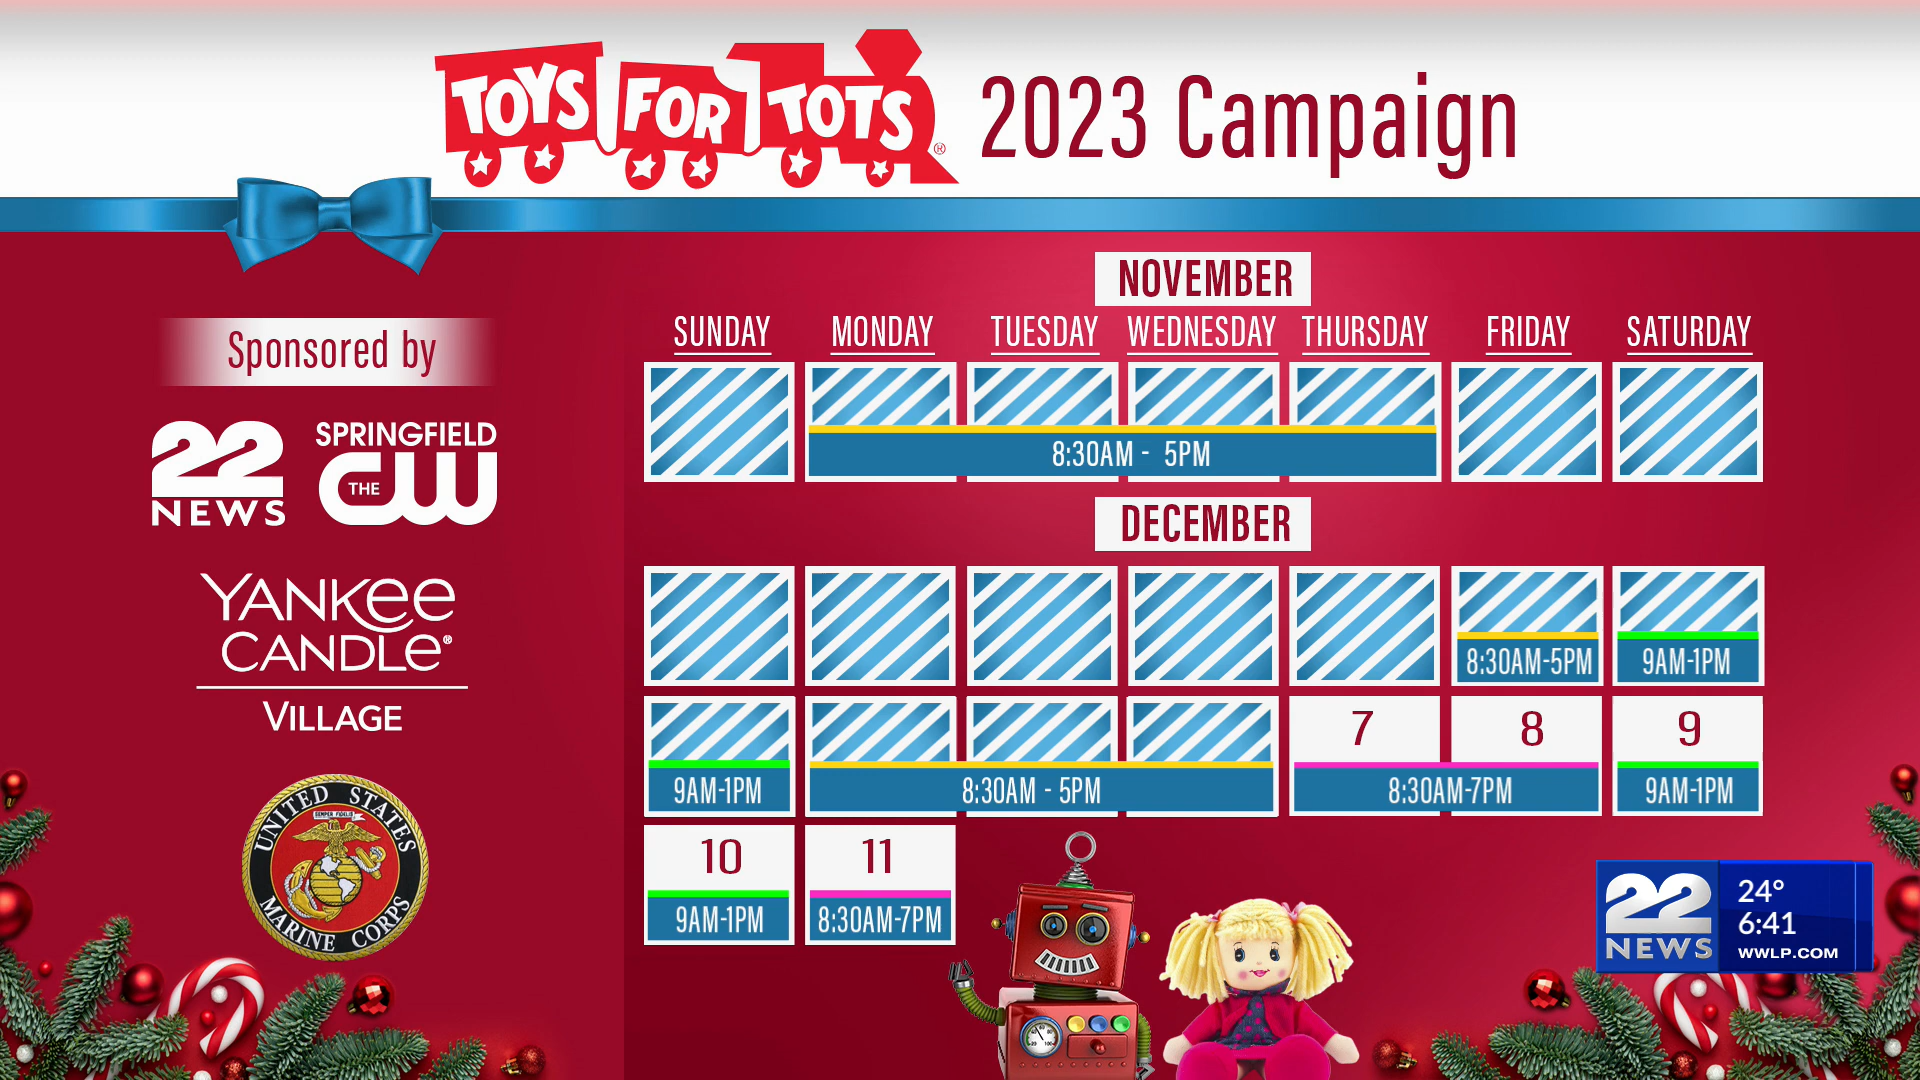 TOYS FOR TOTS® 2023 Campaign
Sponsored by
22 NEWS
SPRINGFIELD
THE CW
YANKEE
CANDLE®
VILLAGE
UNITED STATES
SEMPER FIDELIS
MARINE CORPS
NOVEMBER
SUNDAY MONDAY TUESDAY WEDNESDAY THURSDAY FRIDAY SATURDAY
8:30AM - 5PM
DECEMBER
8:30AM-5PM 9AM-1PM
7 8 9
9AM-1PM 8:30AM - 5PM 8:30AM-7PM 9AM-1PM
10 11
9AM-1PM 8:30AM-7PM
22 NEWS
24°
6:41
WWLP.COM